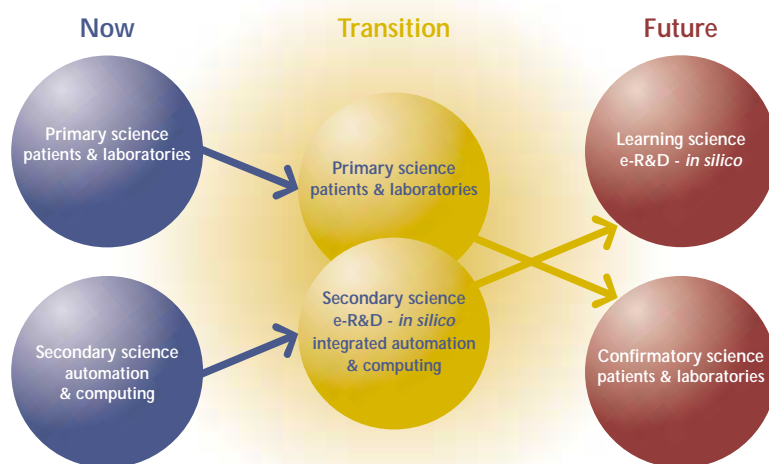 Now
Transition
Future
Primary science
patients & laboratories
Primary science
patients & laboratories
Learning science
e-R&D - in silico
Secondary science
automation
& computing
Secondary science
e-R&D - in silico
integrated automation
& computing
Confirmatory science
patients & laboratories